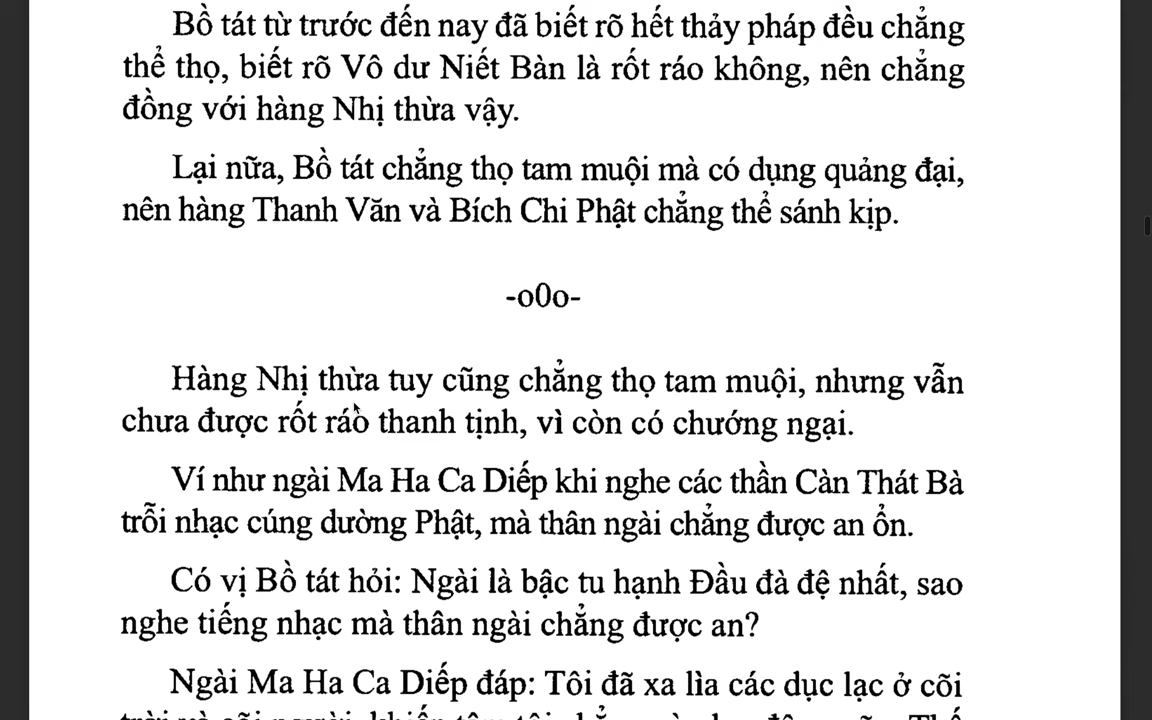 Bồ tát từ trước đến nay đã biết rõ hết thảy pháp đều chẳng
thể thọ, biết rõ Vô dư Niết Bàn là rốt ráo không, nên chẳng
đồng với hàng Nhị thừa vậy.
Lại nữa, Bồ tát chẳng thọ tam muội mà có dụng quảng đại,
nên hàng Thanh Văn và Bích Chi Phật chẳng thể sánh kịp.
-o0o-
Hàng Nhị thừa tuy cũng chẳng thọ tam muội, nhưng vẫn
chưa được rốt ráo thanh tịnh, vì còn có chướng ngại.
Ví như ngài Ma Ha Ca Diếp khi nghe các thần Càn Thát Bà
trỗi nhạc cúng dường Phật, mà thân ngài chẳng được an ổn.
Có vị Bồ tát hỏi: Ngài là bậc tu hạnh Đầu đà đệ nhất, sao
nghe tiếng nhạc mà thân ngài chẳng được an?
Ngài Ma Ha Ca Diếp đáp: Tôi đã xa lìa các dục lạc ở cõi